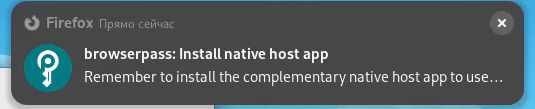 Firefox Прямо сейчас
browserpass: Install native host app
Remember to install the complementary native host app to use…